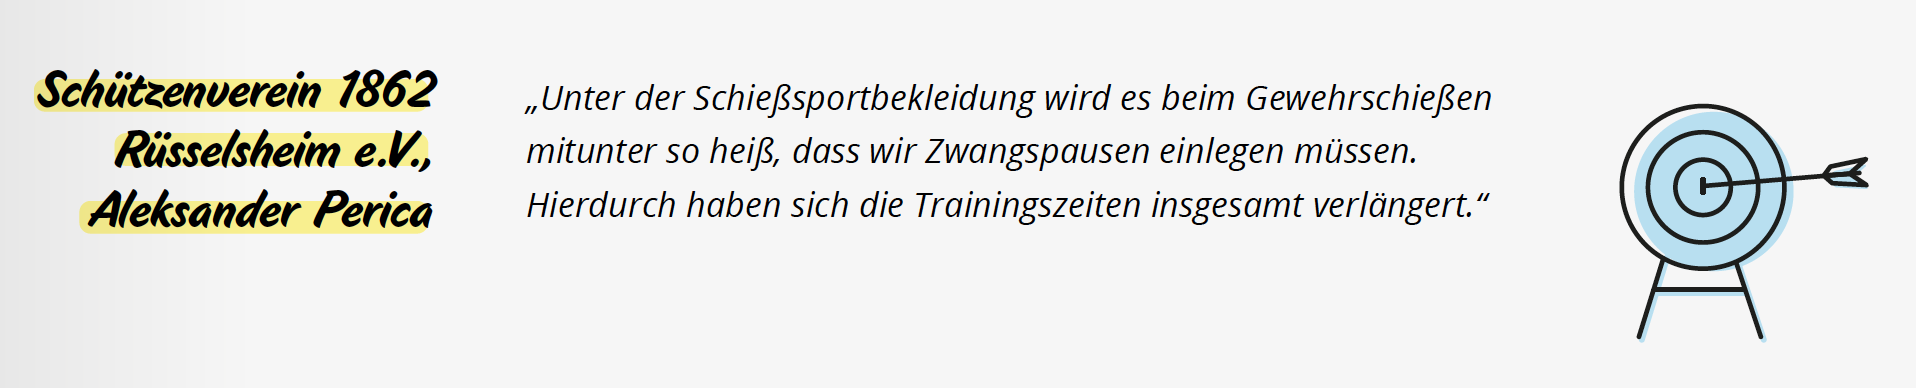 Schützenverein 1862
Rüsselsheim e.V.,
Aleksander Perica
„Unter der Schießsportbekleidung wird es beim Gewehrschießen
mitunter so heiß, dass wir Zwangspausen einlegen müssen.
Hierdurch haben sich die Trainingszeiten insgesamt verlängert.“